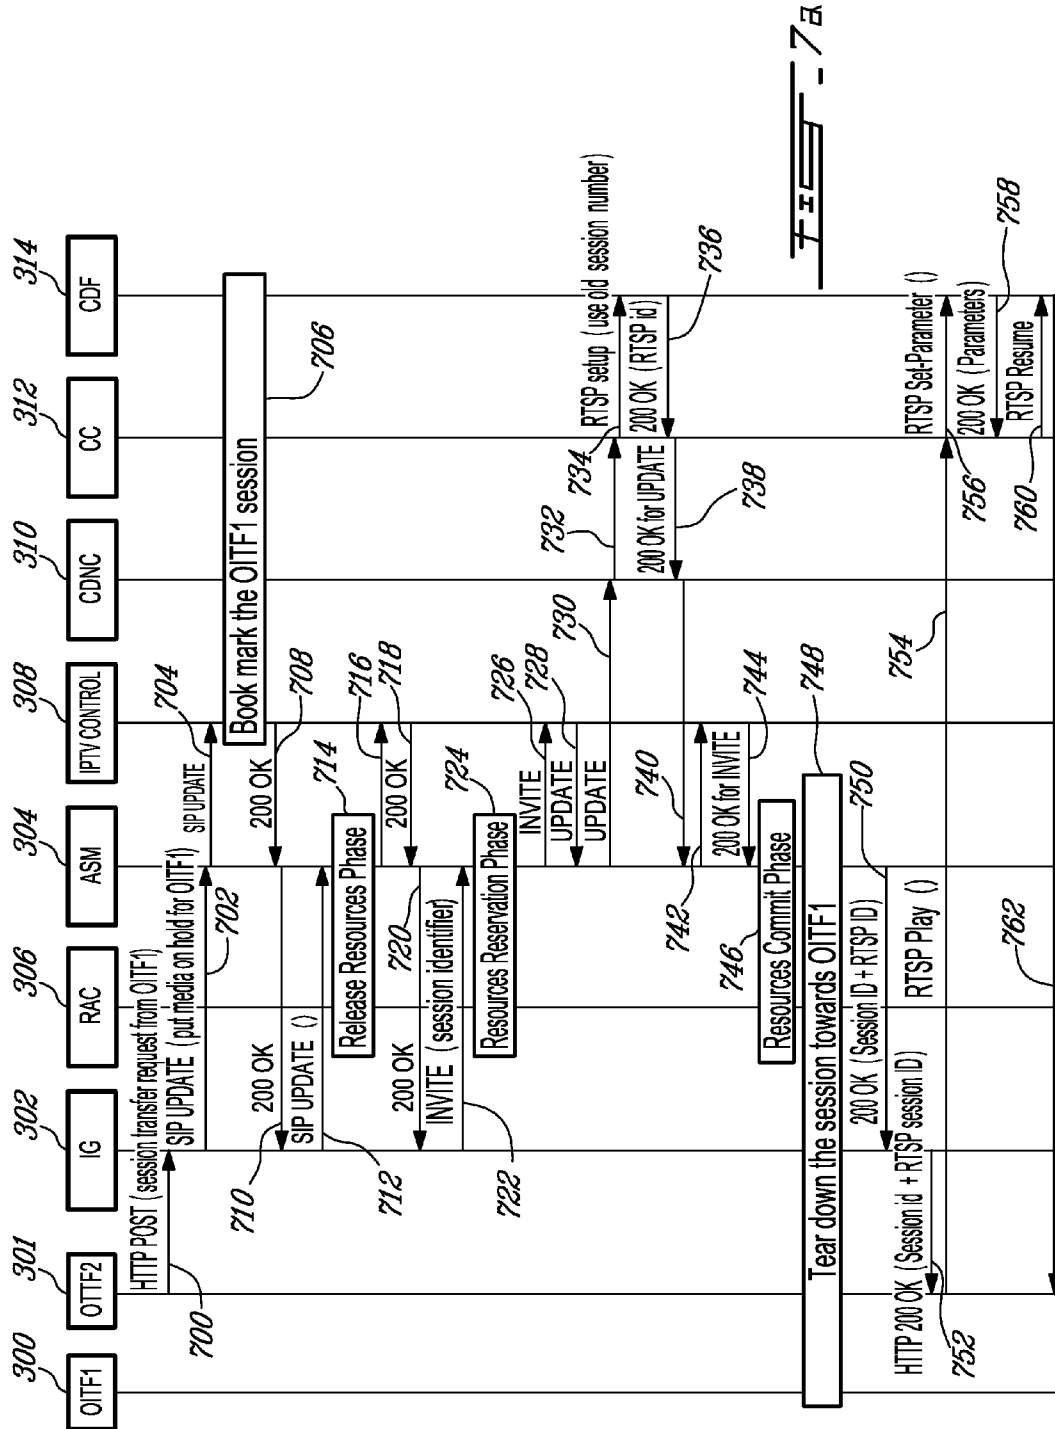 300
OITF1
301
OTTF2
302
IG
306
RAC
304
ASM
308
IPTV CONTROL
310
CDNC
312
CC
314
CDF
HTTP POST (session transfer request from OITF1)
700
SIP UPDATE (put media on hold for OITF1)
702
SIP UPDATE
704
Book mark the OITF1 session
706
200 OK
708
200 OK
710
SIP UPDATE ()
712
Release Resources Phase
714
716
200 OK
718
200 OK
720
INVITE (session identifier)
722
Resources Reservation Phase
724
INVITE
726
UPDATE
728
UPDATE
730
732
RTSP setup (use old session number)
734
200 OK (RTSP id)
736
200 OK for UPDATE
738
740
742
200 OK for INVITE
744
Resources Commit Phase
746
Tear down the session towards OITF1
748
200 OK (Session ID + RTSP ID)
750
HTTP 200 OK (Session id + RTSP session ID)
752
RTSP Play ()
754
RTSP Set-Parameter ()
756
200 OK (Parameters)
758
RTSP Resume
760
762
FIG-7a